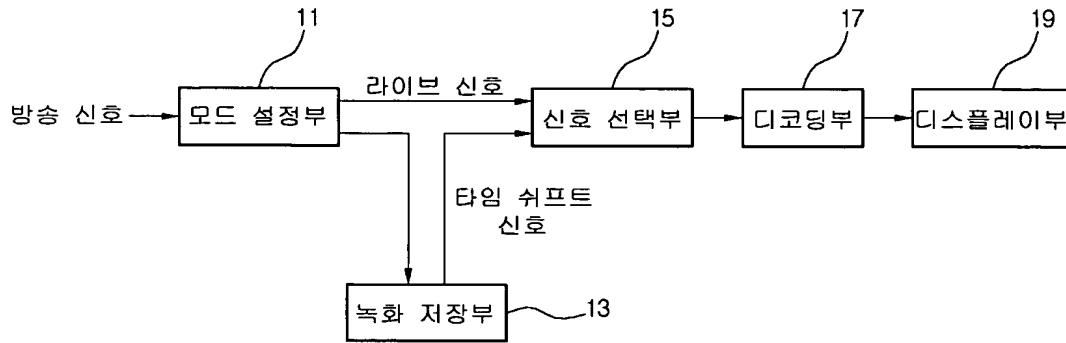 11
15
17
19
방송 신호
모드 설정부
라이브 신호
신호 선택부
디코딩부
디스플레이부
타임 쉬프트
신호
녹화 저장부
13